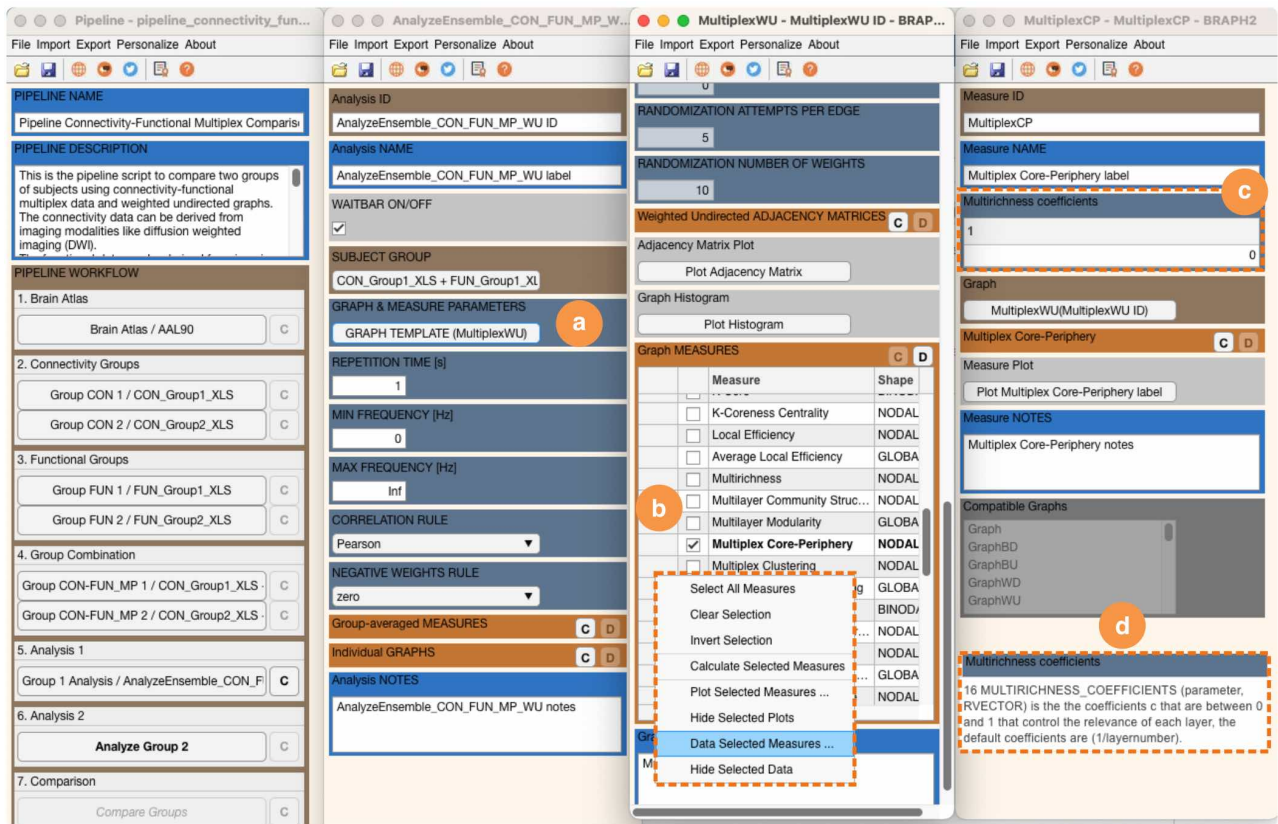 Pipeline - pipeline_connectivity_fun...
File Import Export Personalize About
PIPELINE NAME
Pipeline Connectivity-Functional Multiplex Comparis
PIPELINE DESCRIPTION
This is the pipeline script to compare two groups
of subjects using connectivity-functional
multiplex data and weighted undirected graphs.
The connectivity data can be derived from
imaging modalities like diffusion weighted
imaging (DWI).
PIPELINE WORKFLOW
1. Brain Atlas
Brain Atlas / AAL90
C
2. Connectivity Groups
Group CON 1 / CON_Group1_XLS
C
Group CON 2 / CON_Group2_XLS
C
3. Functional Groups
Group FUN 1 / FUN_Group1_XLS
C
Group FUN 2 / FUN_Group2_XLS
C
4. Group Combination
Group CON-FUN_MP 1 / CON_Group1_XLS -
C
Group CON-FUN_MP 2 / CON_Group2_XLS -
C
5. Analysis 1
Group 1 Analysis / AnalyzeEnsemble_CON_F
C
6. Analysis 2
Analyze Group 2
C
7. Comparison
Compare Groups
C
AnalyzeEnsemble_CON_FUN_MP_W...
File Import Export Personalize About
Analysis ID
AnalyzeEnsemble_CON_FUN_MP_WU ID
Analysis NAME
AnalyzeEnsemble_CON_FUN_MP_WU label
WAITBAR ON/OFF
SUBJECT GROUP
CON_Group1_XLS + FUN_Group1_XL
GRAPH & MEASURE PARAMETERS
GRAPH TEMPLATE (MultiplexWU)
a
REPETITION TIME [s]
1
MIN FREQUENCY [Hz]
0
MAX FREQUENCY [Hz]
Inf
CORRELATION RULE
Pearson
NEGATIVE WEIGHTS RULE
zero
Group-averaged MEASURES
C D
Individual GRAPHS
C D
Analysis NOTES
AnalyzeEnsemble_CON_FUN_MP_WU notes
MultiplexWU - MultiplexWU ID - BRAP...
File Import Export Personalize About
0
RANDOMIZATION ATTEMPTS PER EDGE
5
RANDOMIZATION NUMBER OF WEIGHTS
10
Weighted Undirected ADJACENCY MATRICES
C D
Adjacency Matrix Plot
Plot Adjacency Matrix
Graph Histogram
Plot Histogram
Graph MEASURES
C D
Measure Shape
K-Coreness Centrality NODAL
Local Efficiency NODAL
Average Local Efficiency GLOBA
Multirichness NODAL
Multilayer Community Struc... NODAL
Multilayer Modularity GLOBA
Multiplex Core-Periphery NODAL
Multiplex Clustering NODAL
g GLOBA
BINODA
... NODAL
NODAL
... GLOBA
NODAL
b
Select All Measures
Clear Selection
Invert Selection
Calculate Selected Measures
Plot Selected Measures ...
Hide Selected Plots
Data Selected Measures ...
Hide Selected Data
Gra
M
MultiplexCP - MultiplexCP - BRAPH2
File Import Export Personalize About
Measure ID
MultiplexCP
Measure NAME
Multiplex Core-Periphery label
c
Multirichness coefficients
1
0
Graph
MultiplexWU(MultiplexWU ID)
Multiplex Core-Periphery
C D
Measure Plot
Plot Multiplex Core-Periphery label
Measure NOTES
Multiplex Core-Periphery notes
Compatible Graphs
Graph
GraphBD
GraphBU
GraphWD
GraphWU
d
Multirichness coefficients
16 MULTIRICHNESS_COEFFICIENTS (parameter,
RVECTOR) is the the coefficients c that are between 0
and 1 that control the relevance of each layer, the
default coefficients are (1/layernumber).